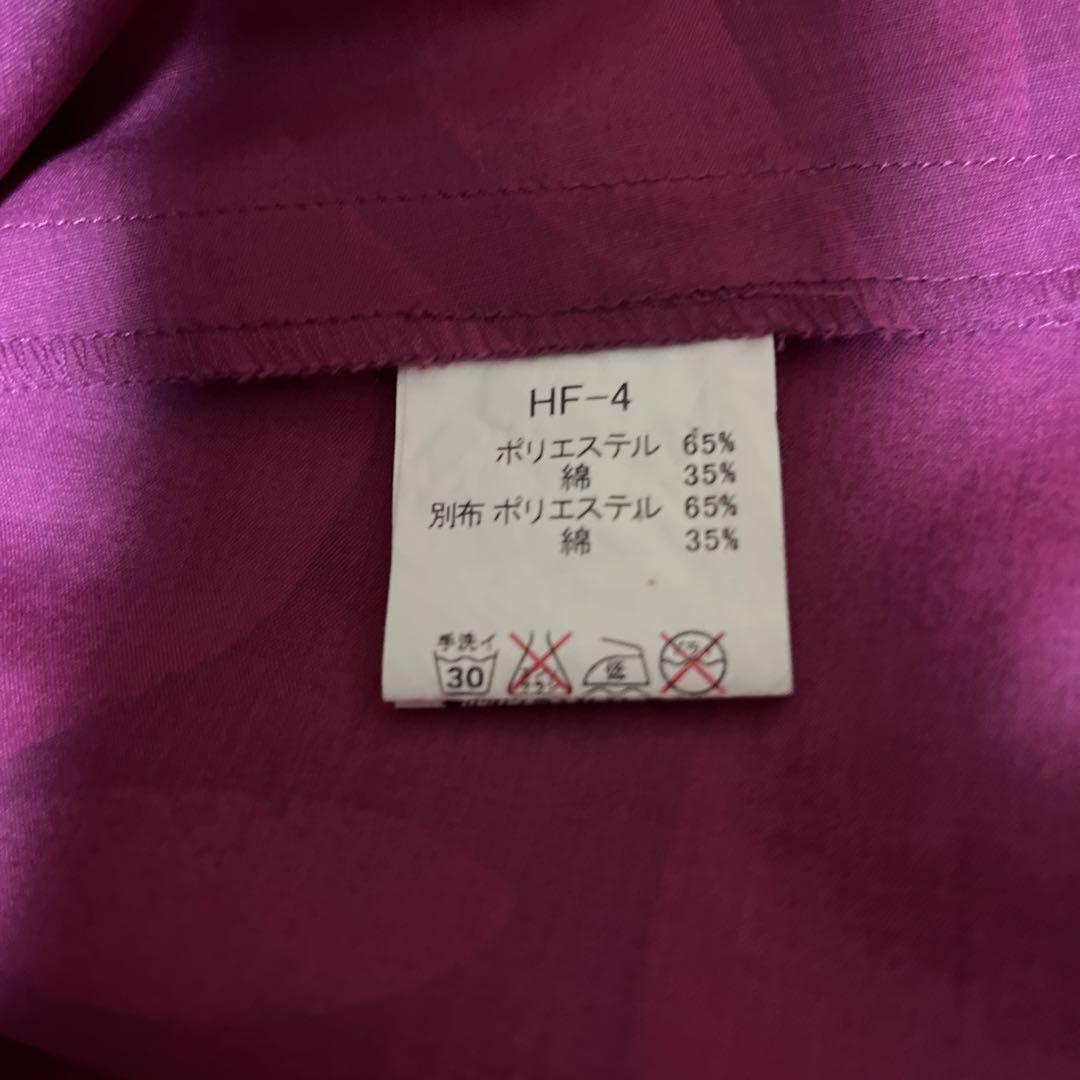 HF-4
ポリエステル 65%
綿 35%
別布 ポリエステル 65%
綿 35%
手洗イ
30 低